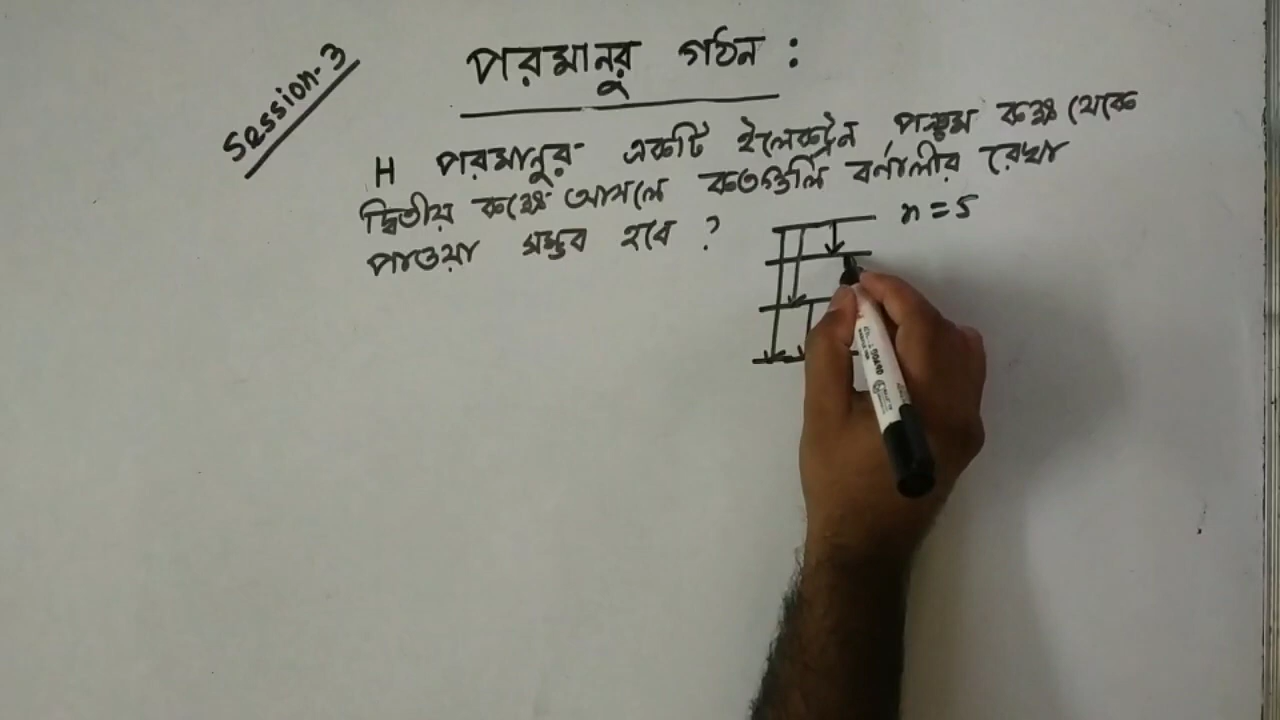 Session-3
পরমানুর গঠন :
H পরমানুর একটি ইলেকট্রন পঞ্চম কক্ষ থেকে
দ্বিতীয় কক্ষে আসলে কতগুলি বর্ণালীর রেখা
পাওয়া সম্ভব হবে ?
n = 5